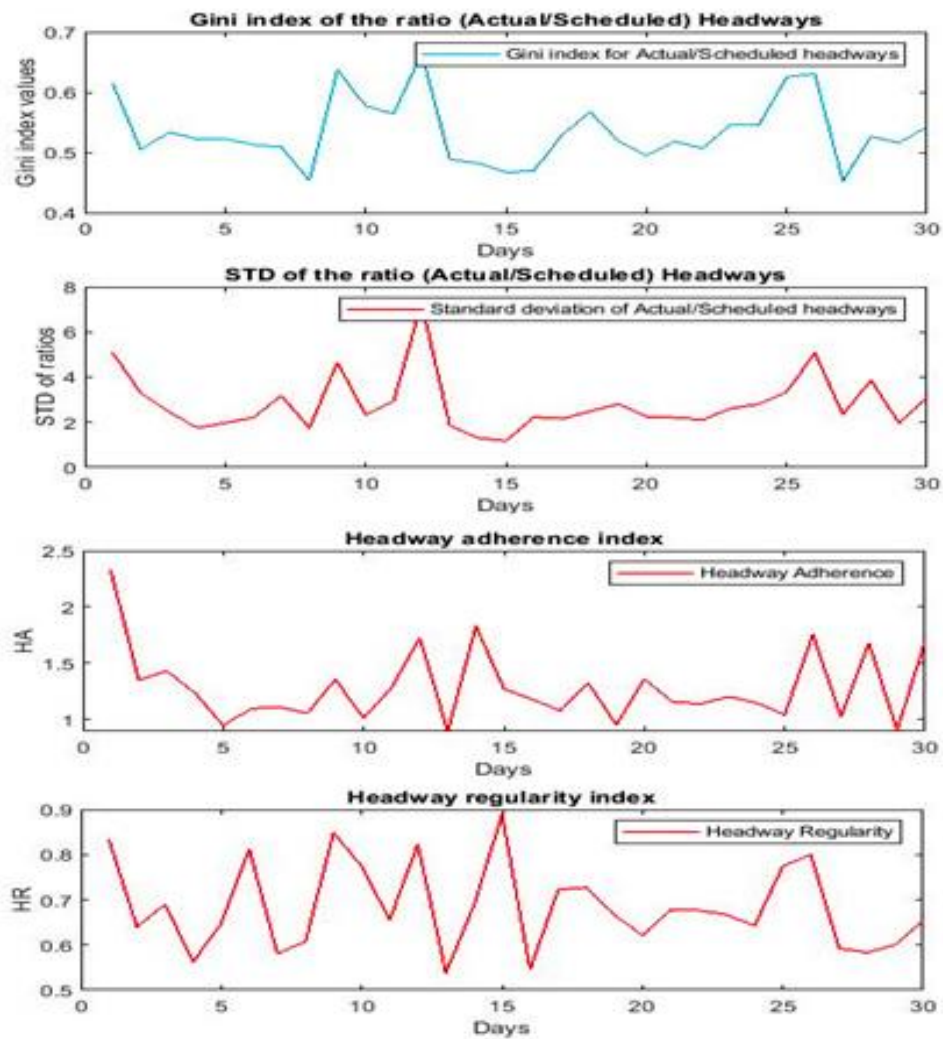 Gini index of the ratio (Actual/Scheduled) Headways
Gini index for Actual/Scheduled headways
Gini index values
0.7
0.6
0.5
0.4
0 5 10 15 20 25 30
Days
STD of the ratio (Actual/Scheduled) Headways
Standard deviation of Actual/Scheduled headways
STD of ratios
8
6
4
2
0
0 5 10 15 20 25 30
Days
Headway adherence index
Headway Adherence
HA
2.5
2
1.5
1
0 5 10 15 20 25 30
Days
Headway regularity index
Headway Regularity
HR
0.9
0.8
0.7
0.6
0.5
0 5 10 15 20 25 30
Days